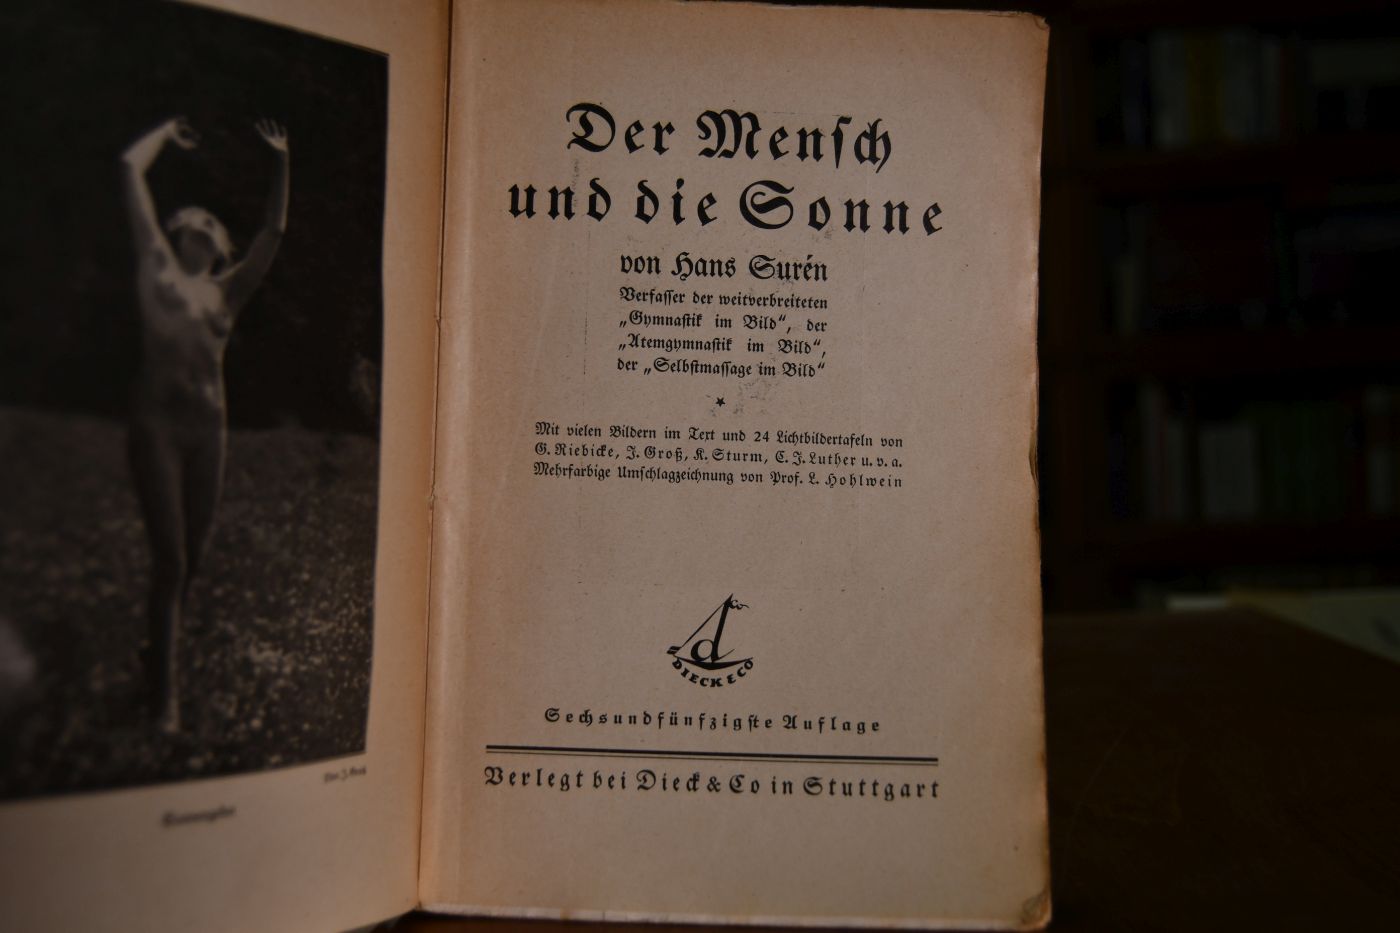 Der Menſch
und die Sonne
von Hans Surén
Verfaſſer der weitverbreiteten
„Gymnaſtik im Bild“, der
„Atemgymnaſtik im Bild“,
der „Selbſtmaſſage im Bild“
Mit vielen Bildern im Text und 24 Lichtbildertafeln von
G. Riebicke, J. Groß, K. Sturm, C. J. Luther u. v. a.
Mehrfarbige Umſchlagzeichnung von Prof. L. Hohlwein
d Co
DIECK & CO
Sechsundfünfzigſte Auflage
Verlegt bei Dieck & Co in Stuttgart